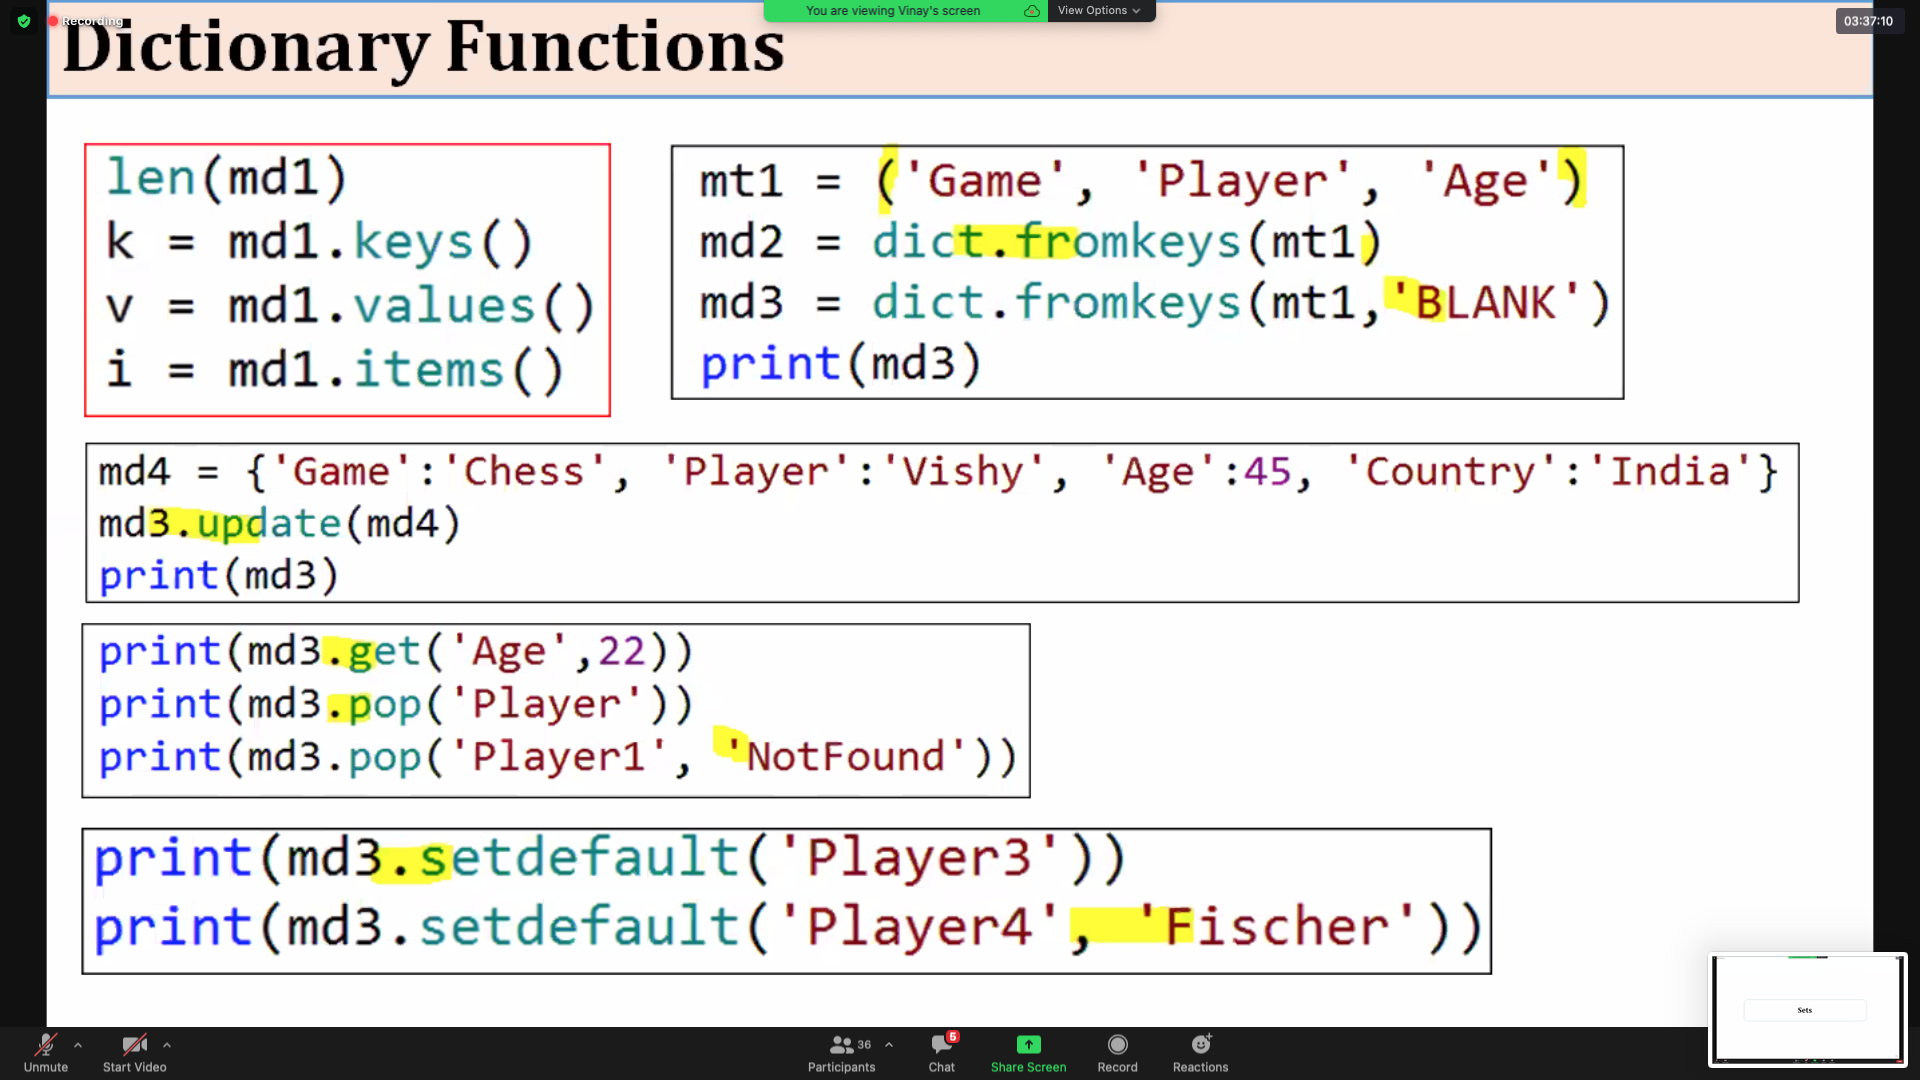 Recording
You are viewing Vinay's screen
View Options
03:37:10
Dictionary Functions
len(md1)
k = md1.keys()
v = md1.values()
i = md1.items()
mt1 = ('Game', 'Player', 'Age')
md2 = dict.fromkeys(mt1)
md3 = dict.fromkeys(mt1, 'BLANK')
print(md3)
md4 = {'Game':'Chess', 'Player':'Vishy', 'Age':45, 'Country':'India'}
md3.update(md4)
print(md3)
print(md3.get('Age',22))
print(md3.pop('Player'))
print(md3.pop('Player1', 'NotFound'))
print(md3.setdefault('Player3'))
print(md3.setdefault('Player4', 'Fischer'))
Sets
Unmute
Start Video
36
Participants
5
Chat
Share Screen
Record
Reactions